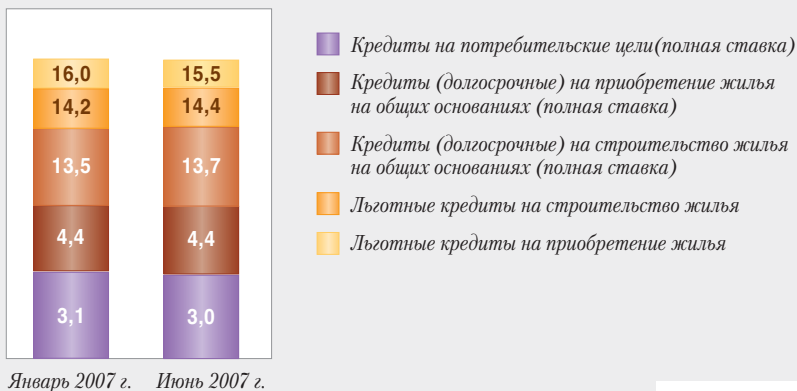 16,0
14,2
13,5
4,4
3,1
15,5
14,4
13,7
4,4
3,0
Январь 2007 г.
Июнь 2007 г.
Кредиты на потребительские цели(полная ставка)
Кредиты (долгосрочные) на приобретение жилья
на общих основаниях (полная ставка)
Кредиты (долгосрочные) на строительство жилья
на общих основаниях (полная ставка)
Льготные кредиты на строительство жилья
Льготные кредиты на приобретение жилья